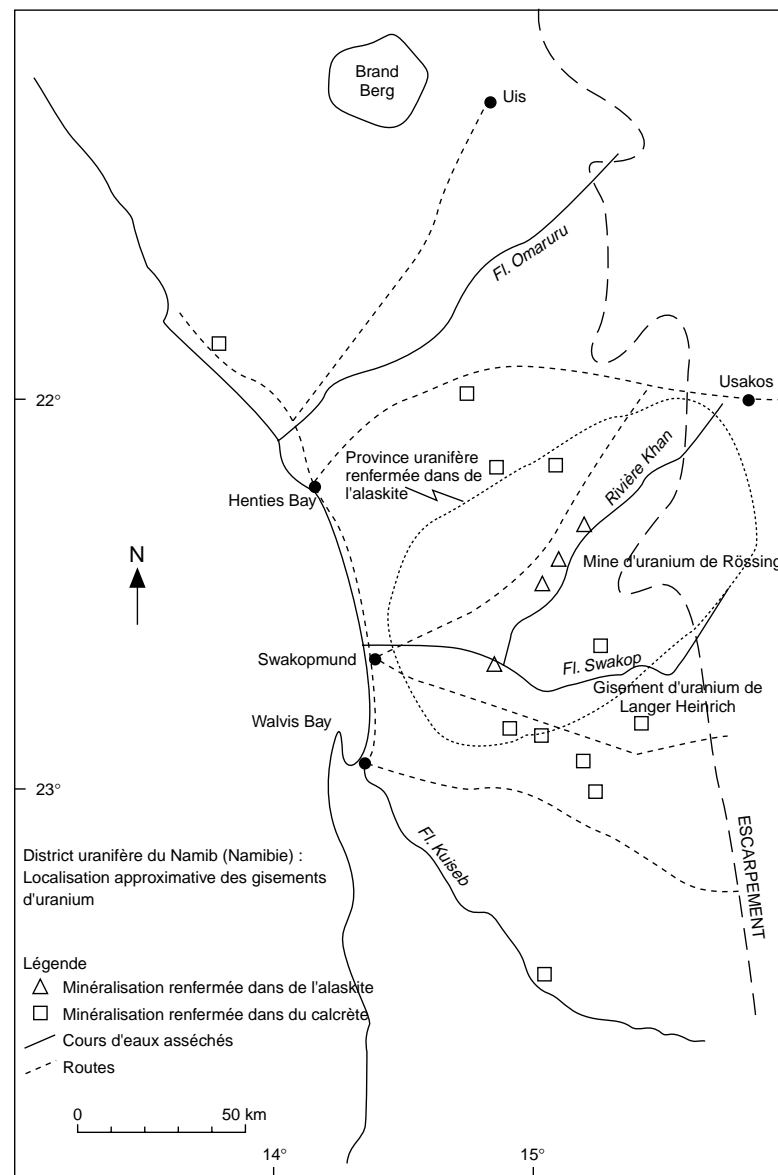 Brand
Berg
Uis
Fl. Omaruru
22°
Usakos
Province uranifère
renfermée dans de
l'alaskite
Rivière Khan
Henties Bay
N
Mine d'uranium de Rössing
Swakopmund
Fl. Swakop
Gisement d'uranium de
Langer Heinrich
Walvis Bay
23°
Fl. Kuiseb
ESCARPEMENT
District uranifère du Namib (Namibie) :
Localisation approximative des gisements
d'uranium
Légende
Minéralisation renfermée dans de l'alaskite
Minéralisation renfermée dans du calcrète
Cours d'eaux asséchés
Routes
0 50 km
14° 15°